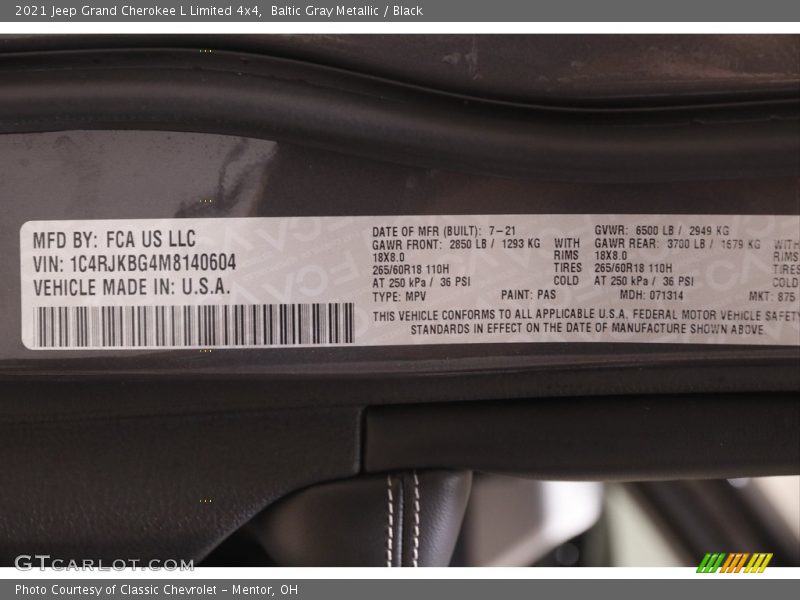 2021 Jeep Grand Cherokee L Limited 4x4, Baltic Gray Metallic / Black
MFD BY: FCA US LLC
VIN: 1C4RJKBG4M8140604
VEHICLE MADE IN: U.S.A.
DATE OF MFR (BUILT): 7-21 GVWR: 6500 LB / 2949 KG
GAWR FRONT: 2850 LB / 1293 KG WITH GAWR REAR: 3700 LB / 1679 KG WITH
18X8.0 RIMS 18X8.0 RIMS
265/60R18 110H TIRES 265/60R18 110H TIRES
AT 250 kPa / 36 PSI COLD AT 250 kPa / 36 PSI COLD
TYPE: MPV PAINT: PAS MDH: 071314 MKT: 875
THIS VEHICLE CONFORMS TO ALL APPLICABLE U.S.A. FEDERAL MOTOR VEHICLE SAFETY
STANDARDS IN EFFECT ON THE DATE OF MANUFACTURE SHOWN ABOVE.
GTCARLOT.COM
Photo Courtesy of Classic Chevrolet - Mentor, OH